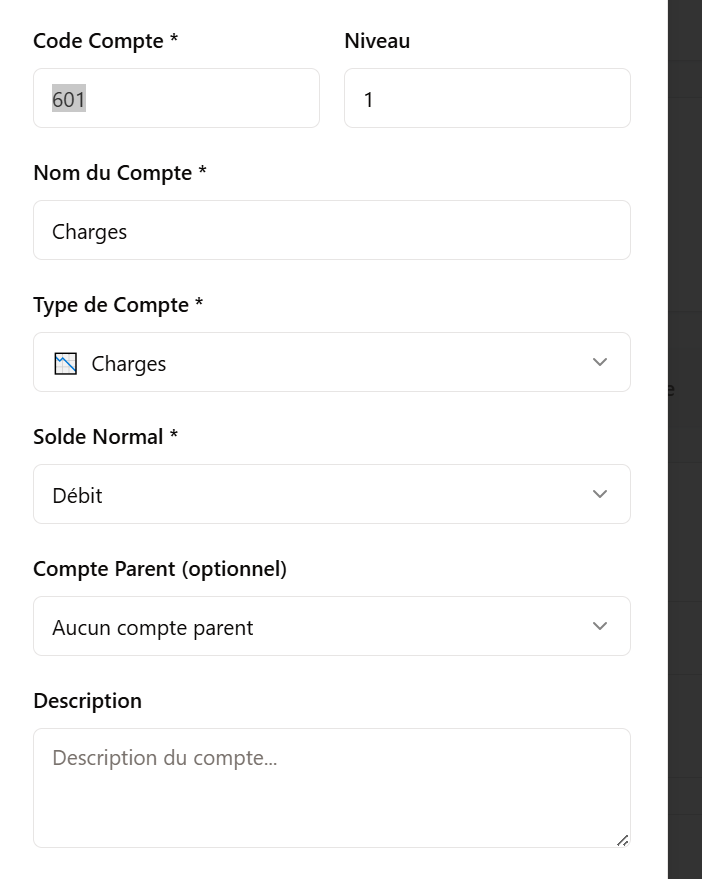 Code Compte *
Niveau
601
1
Nom du Compte *
Charges
Type de Compte *
Charges
Solde Normal *
Débit
Compte Parent (optionnel)
Aucun compte parent
Description
Description du compte...